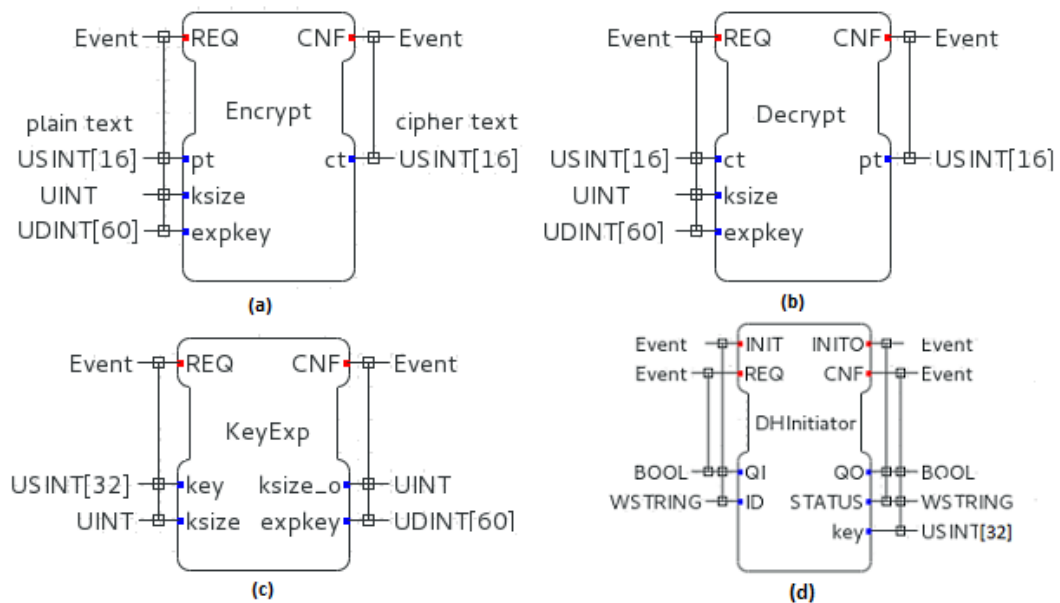 Event REQ CNF Event
Encrypt
plain text cipher text
USINT[16] pt ct USINT[16]
UINT ksize
UDINT[60] expkey
(a)
Event REQ CNF Event
Decrypt
USINT[16] ct pt USINT[16]
UINT ksize
UDINT[60] expkey
(b)
Event REQ CNF Event
KeyExp
USINT[32] key ksize_o UINT
UINT ksize expkey UDINT[60]
(c)
Event INIT INITO Event
Event REQ CNF Event
DHInitiator
BOOL QI QO BOOL
WSTRING ID STATUS WSTRING
key USINT[32]
(d)